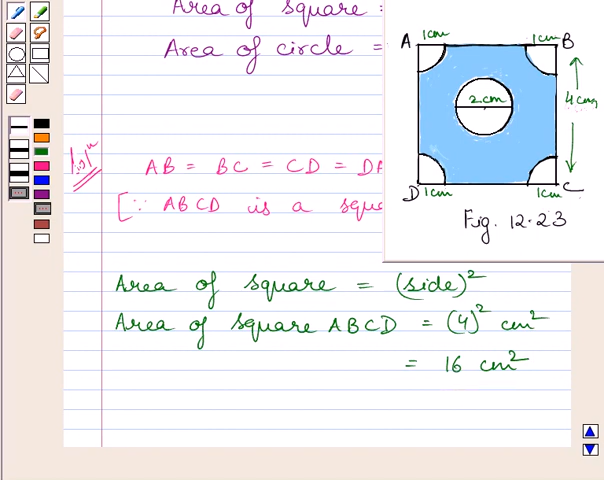 Area of square =
Area of circle =
Solⁿ
AB = BC = CD = DA
[∵ ABCD is a squa
Area of square = (side)²
Area of square ABCD = (4)² cm²
= 16 cm²
A 1cm 1cm B
2cm
4cm
D 1cm 1cm C
Fig. 12.23